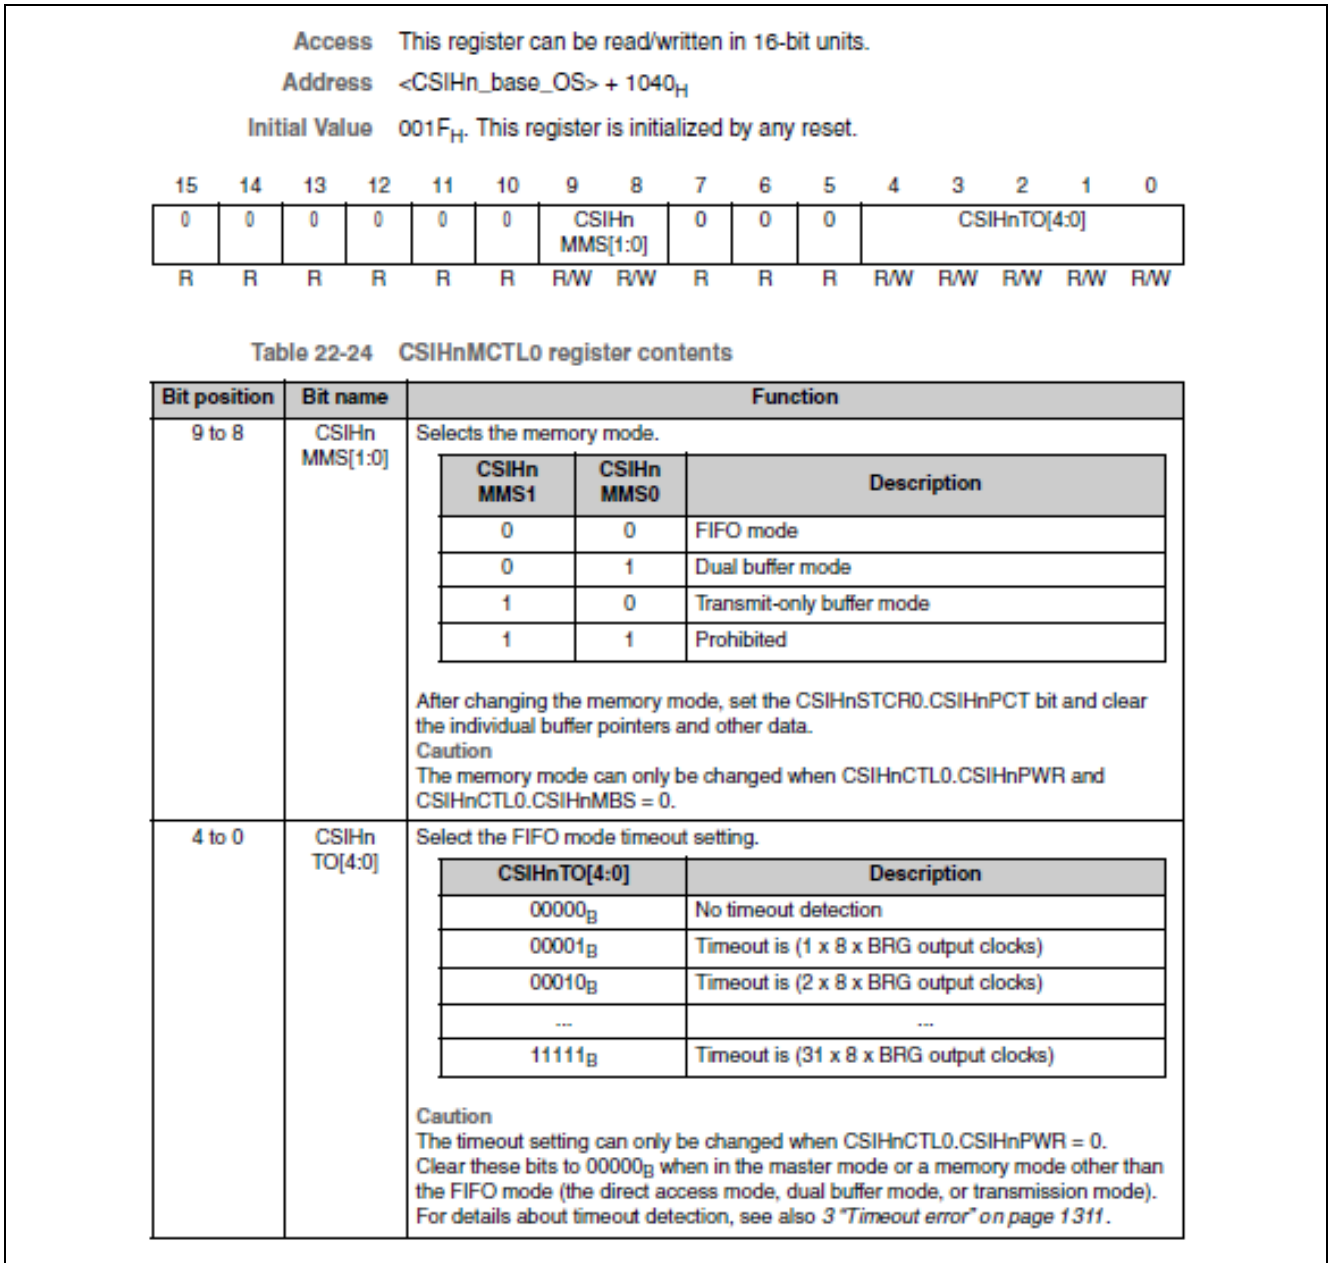 Access This register can be read/written in 16-bit units.
Address <CSIHn_base_OS> + 1040H
Initial Value 001FH. This register is initialized by any reset.
15 14 13 12 11 10 9 8 7 6 5 4 3 2 1 0
0 0 0 0 0 0 CSIHn 0 0 0 CSIHnTO[4:0]
MMS[1:0]
R R R R R R R/W R/W R R R R/W R/W R/W R/W R/W
Table 22-24 CSIHnMCTL0 register contents
Bit position Bit name Function
9 to 8 CSIHn Selects the memory mode.
MMS[1:0]
CSIHn CSIHn Description
MMS1 MMS0
0 0 FIFO mode
0 1 Dual buffer mode
1 0 Transmit-only buffer mode
1 1 Prohibited
After changing the memory mode, set the CSIHnSTCR0.CSIHnPCT bit and clear
the individual buffer pointers and other data.
Caution
The memory mode can only be changed when CSIHnCTL0.CSIHnPWR and
CSIHnCTL0.CSIHnMBS = 0.
4 to 0 CSIHn Select the FIFO mode timeout setting.
TO[4:0]
CSIHnTO[4:0] Description
00000B No timeout detection
00001B Timeout is (1 x 8 x BRG output clocks)
00010B Timeout is (2 x 8 x BRG output clocks)
... ...
11111B Timeout is (31 x 8 x BRG output clocks)
Caution
The timeout setting can only be changed when CSIHnCTL0.CSIHnPWR = 0.
Clear these bits to 00000B when in the master mode or a memory mode other than
the FIFO mode (the direct access mode, dual buffer mode, or transmission mode).
For details about timeout detection, see also 3 "Timeout error" on page 1311.